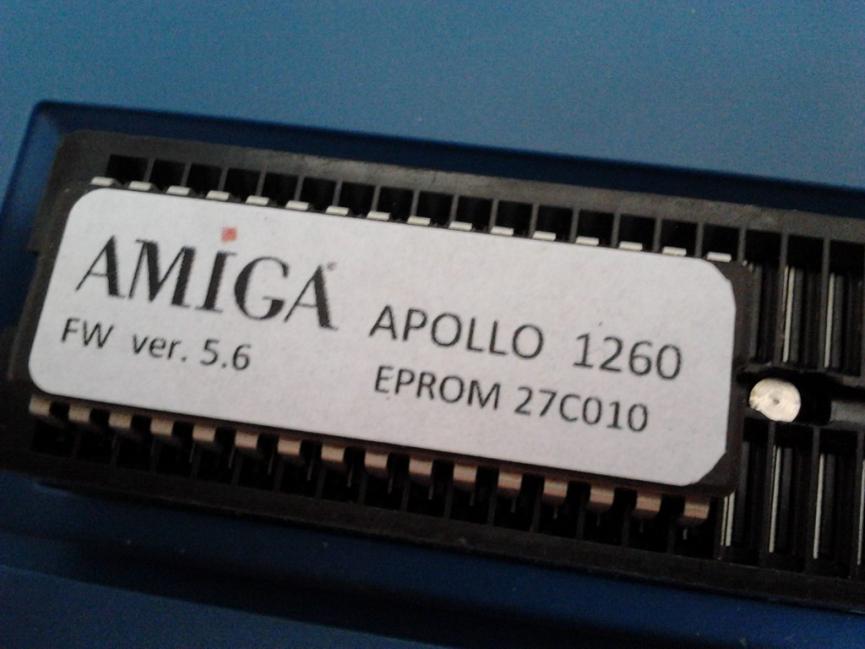 AMIGA APOLLO 1260
FW ver. 5.6 EPROM 27C010